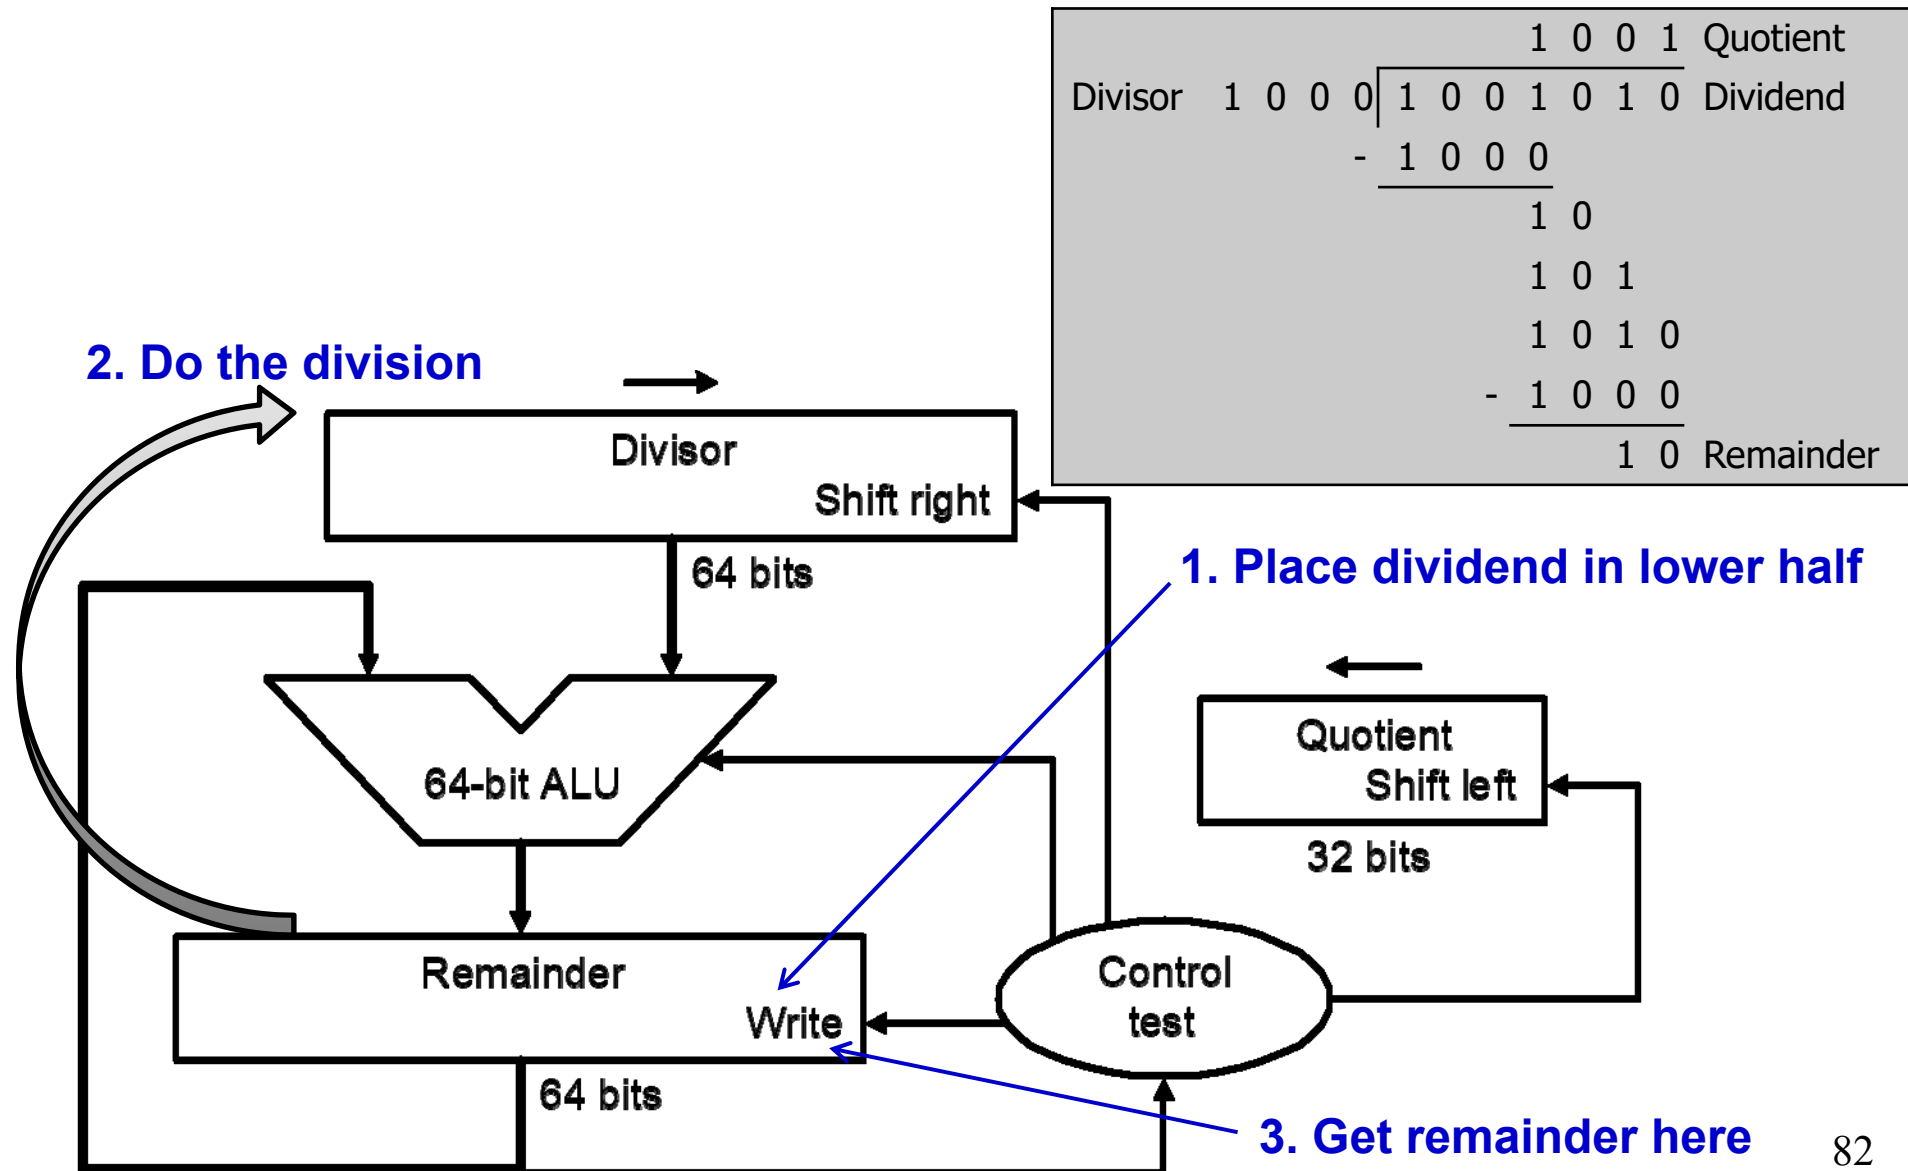 1 0 0 1 Quotient
Divisor 1 0 0 0 1 0 0 1 0 1 0 Dividend
- 1 0 0 0
1 0
1 0 1
1 0 1 0
- 1 0 0 0
1 0 Remainder
2. Do the division
Divisor
Shift right
64 bits
1. Place dividend in lower half
64-bit ALU
Quotient
Shift left
32 bits
Remainder
Write
64 bits
Control
test
3. Get remainder here
82